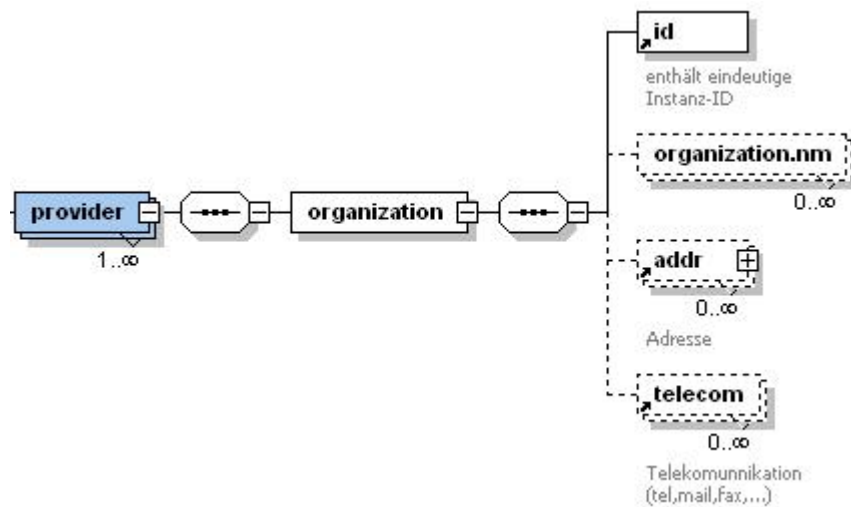 id
enthält eindeutige
Instanz-ID
organization.nm
0..∞
provider
1..∞
organization
addr
0..∞
Adresse
telecom
0..∞
Telekomunnikation
(tel,mail,fax,...)